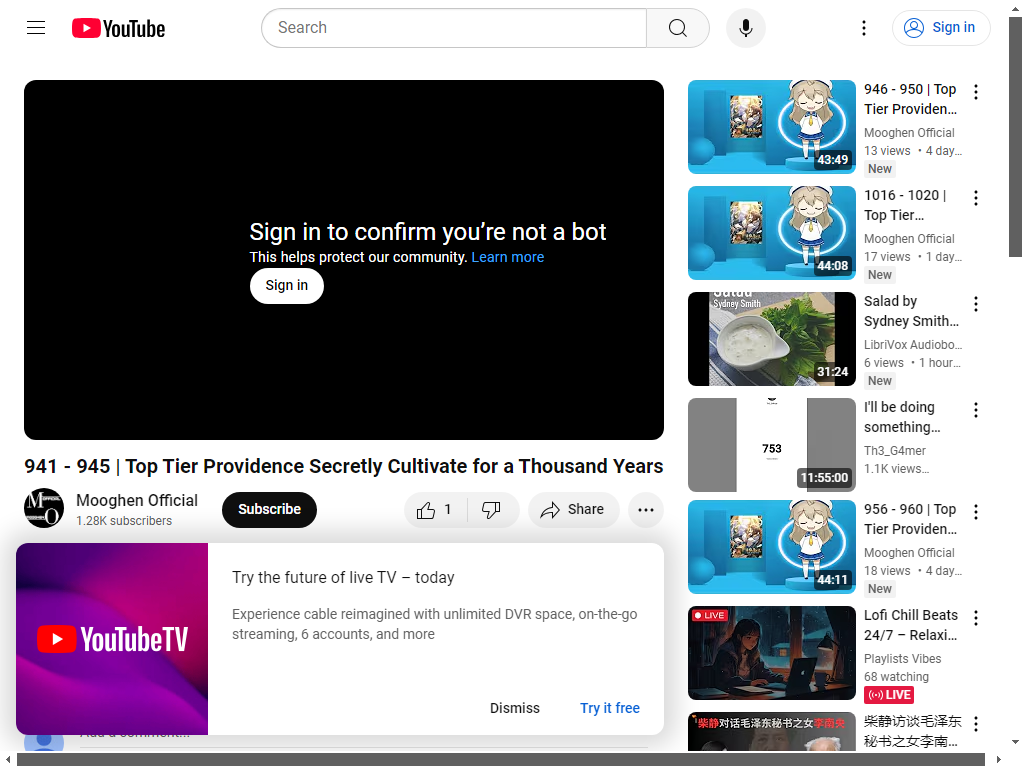 YouTube
Search
Sign in
Sign in to confirm you’re not a bot
This helps protect our community. Learn more
Sign in
941 - 945 | Top Tier Providence Secretly Cultivate for a Thousand Years
Mooghen Official
1.28K subscribers
Subscribe
1
Share
YouTubeTV
Try the future of live TV – today
Experience cable reimagined with unlimited DVR space, on-the-go
streaming, 6 accounts, and more
Dismiss
Try it free
Add a comment...
43:49
946 - 950 | Top
Tier Providen…
Mooghen Official
13 views • 4 day…
New
44:08
1016 - 1020 |
Top Tier…
Mooghen Official
17 views • 1 day…
New
Salad
Sydney Smith
31:24
Salad by
Sydney Smith…
LibriVox Audiobo…
6 views • 1 hour…
New
753
11:55:00
I'll be doing
something…
Th3_G4mer
1.1K views…
44:11
956 - 960 | Top
Tier Providen…
Mooghen Official
18 views • 4 day…
New
LIVE
Lofi Chill Beats
24/7 – Relaxi…
Playlists Vibes
68 watching
LIVE
柴静对话毛泽东秘书之女李南央
柴静访谈毛泽东
秘书之女李南…